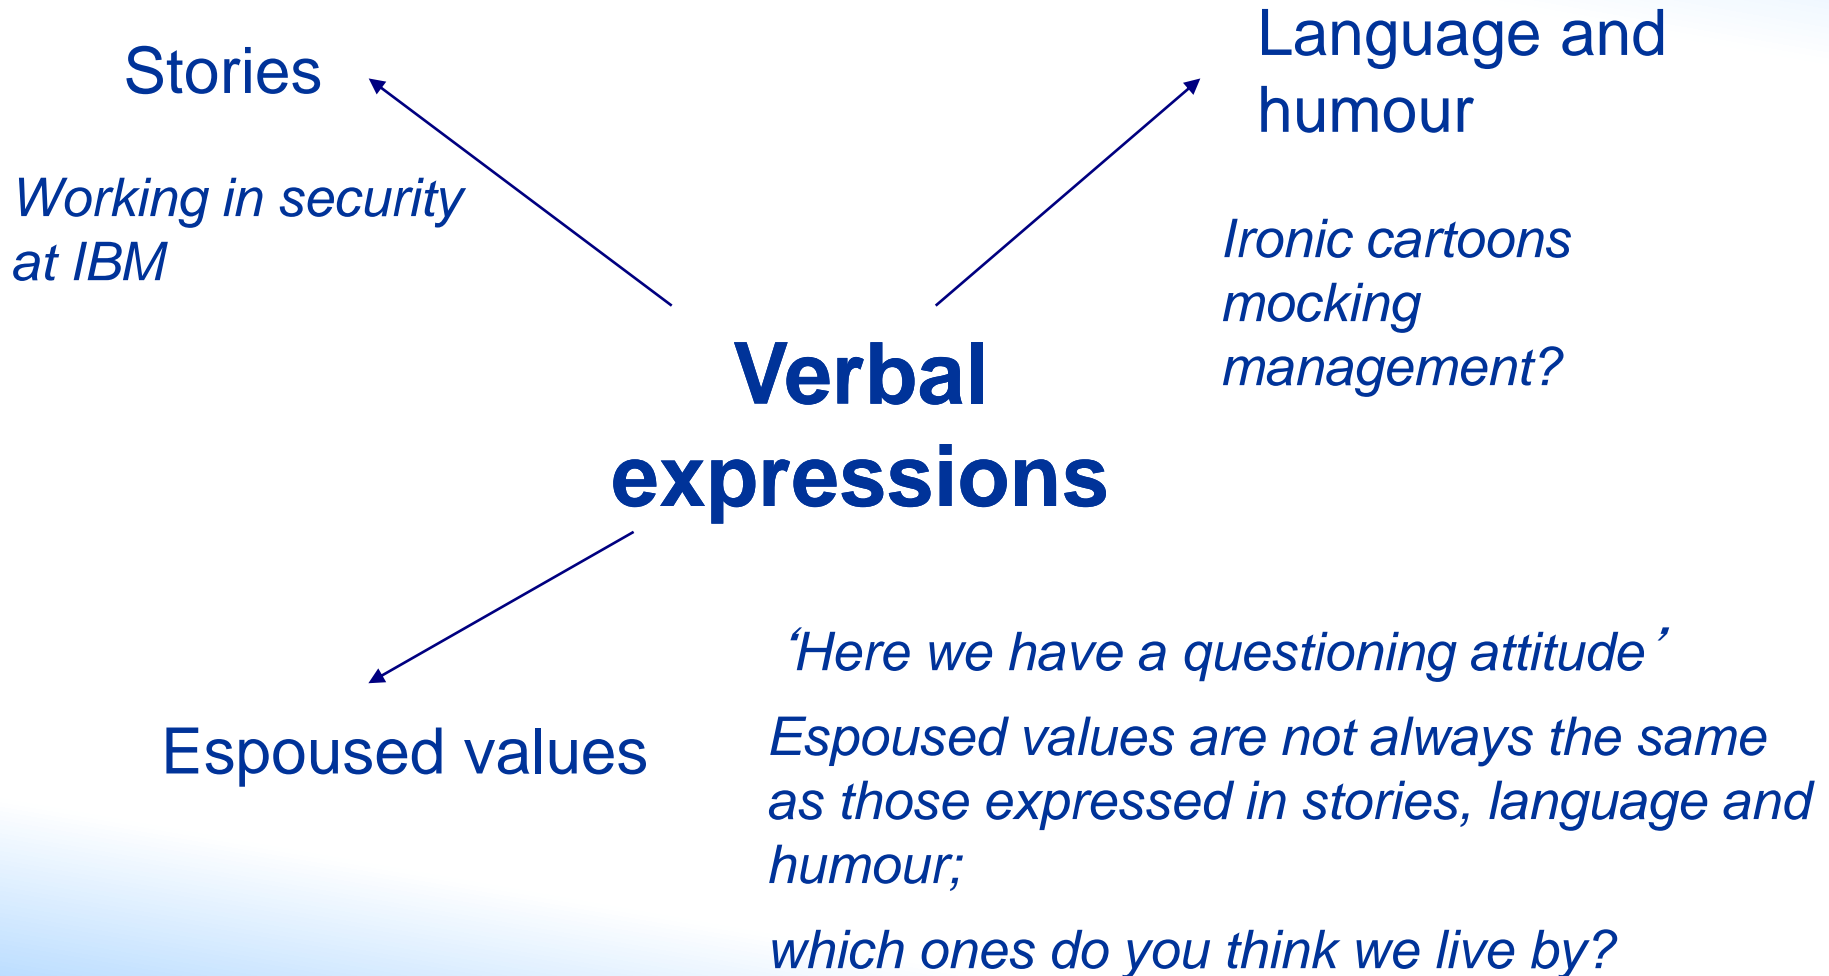 Stories
Working in security
at IBM
Language and
humour
Ironic cartoons
mocking
management?
Verbal
expressions
Espoused values
‘Here we have a questioning attitude’
Espoused values are not always the same
as those expressed in stories, language and
humour;
which ones do you think we live by?